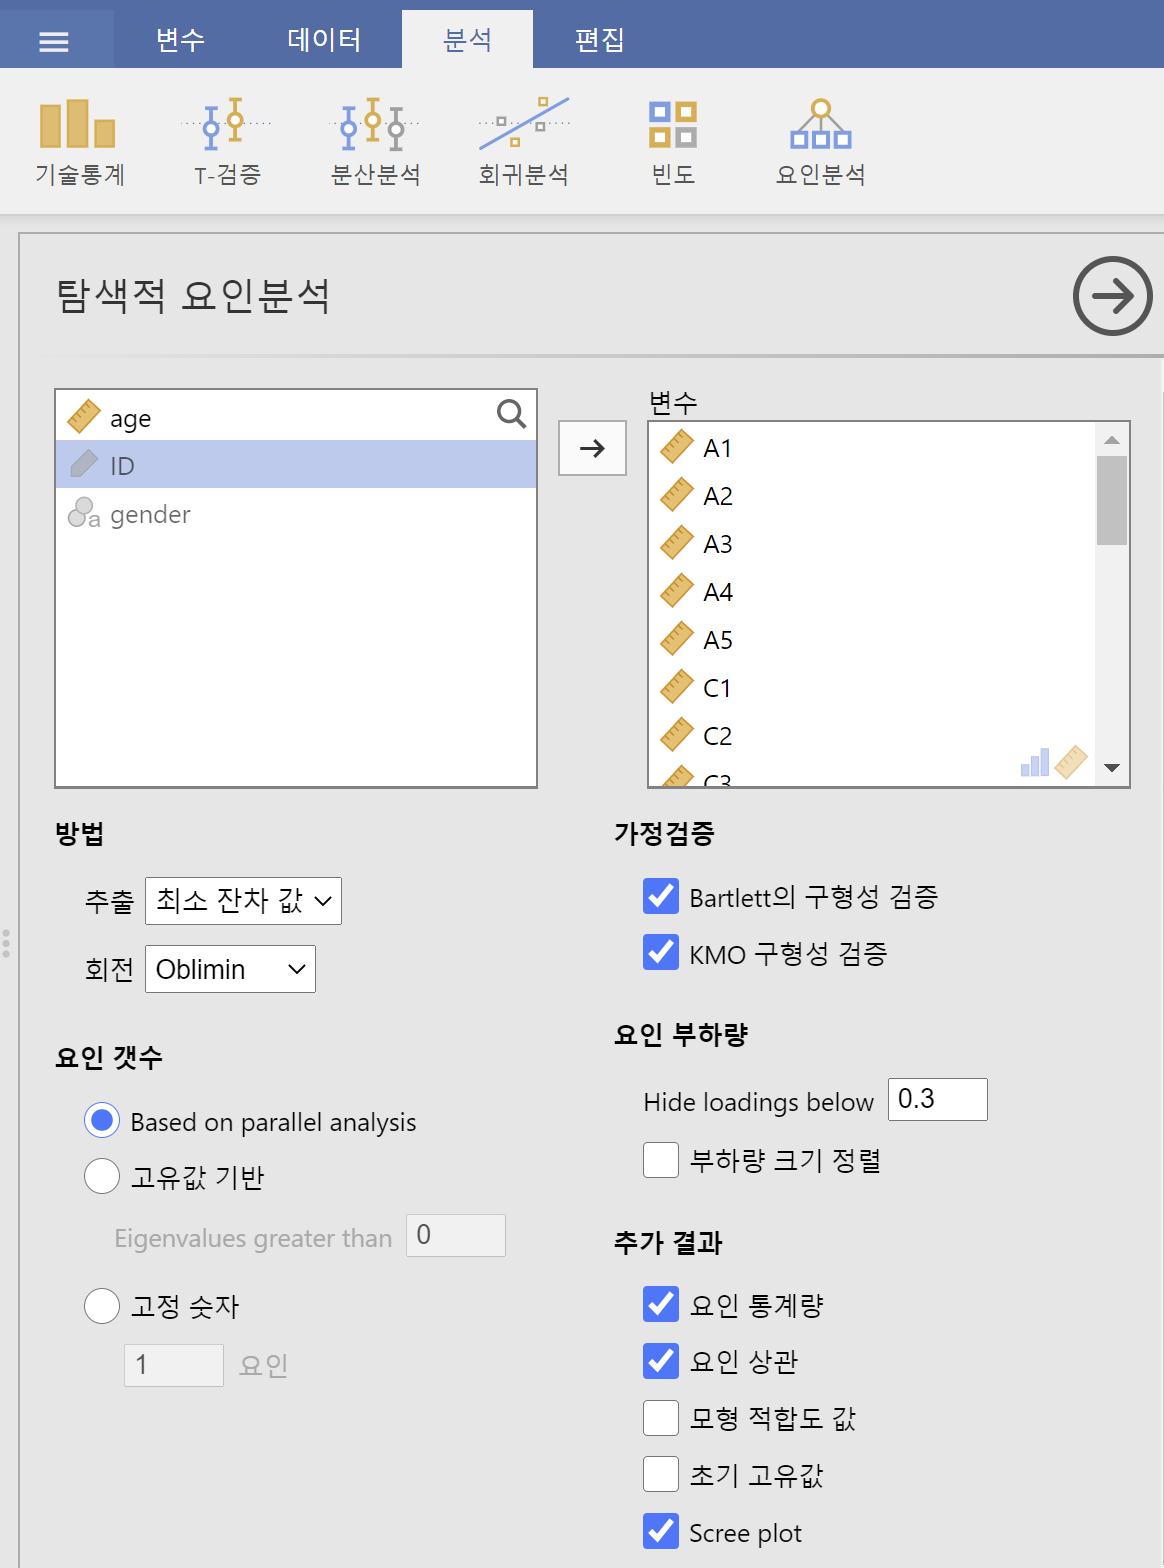 변수 데이터 분석 편집
기술통계 T-검증 분산분석 회귀분석 빈도 요인분석
탐색적 요인분석
age
ID
a gender
변수
A1
A2
A3
A4
A5
C1
C2
C3
방법
추출 최소 잔차 값
회전 Oblimin
요인 갯수
Based on parallel analysis
고유값 기반
Eigenvalues greater than 0
고정 숫자
1 요인
가정검증
Bartlett의 구형성 검증
KMO 구형성 검증
요인 부하량
Hide loadings below 0.3
부하량 크기 정렬
추가 결과
요인 통계량
요인 상관
모형 적합도 값
초기 고유값
Scree plot